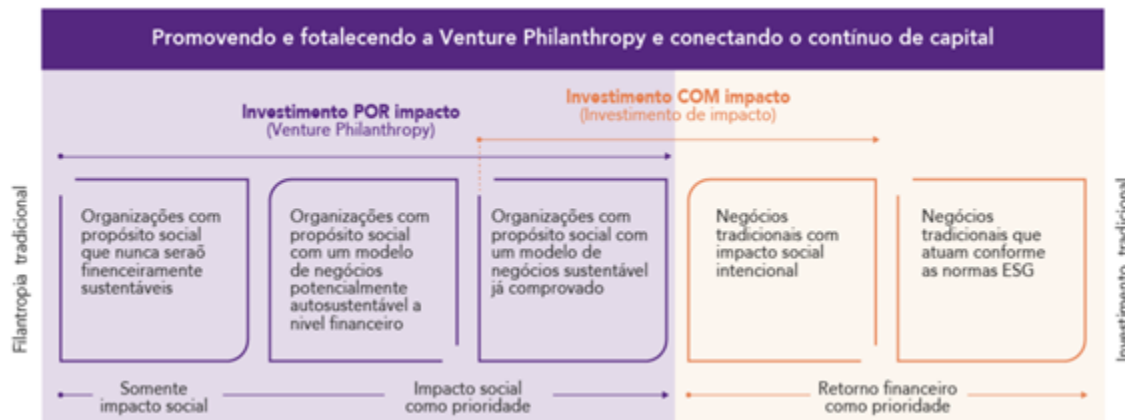 Promovendo e fotalecendo a Venture Philanthropy e conectando o contínuo de capital
Investimento POR impacto
(Venture Philanthropy)
Investimento COM impacto
(Investimento de impacto)
Filantropia tradicional
Organizações com
propósito social
que nunca seraõ
finenceiramente
sustentáveis
Organizações com
propósito social
com um modelo
de negócios
potencialmente
autosustentável a
nivel financeiro
Organizações com
propósito social com
um modelo de
negócios sustentável
já comprovado
Negócios
tradicionais com
impacto social
intencional
Negócios
tradicionais que
atuam conforme
as normas ESG
Investimento tradicional
Somente
impacto social
Impacto social
como prioridade
Retorno financeiro
como prioridade